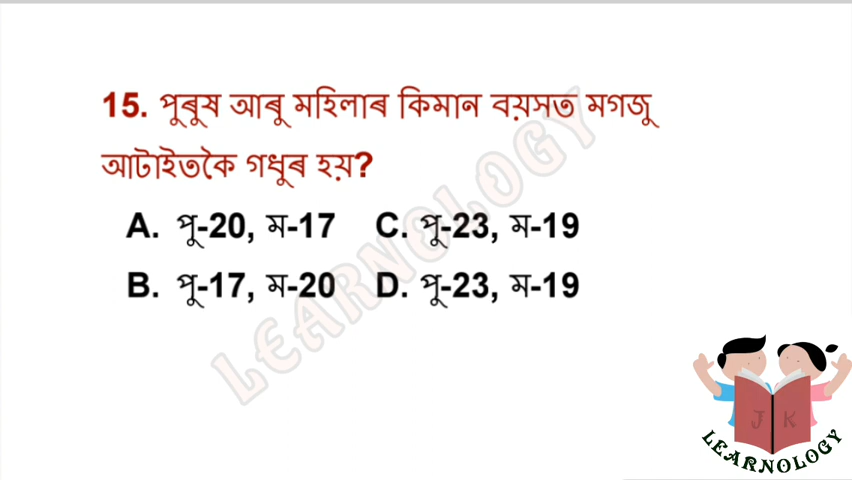 15. পুৰুষ আৰু মহিলাৰ কিমান বয়সত মগজু
আটাইতকৈ গধুৰ হয়?
A. পু-20, ম-17 C. পু-23, ম-19
B. পু-17, ম-20 D. পু-23, ম-19
LEARNOLOGY
J K
LEARNOLOGY